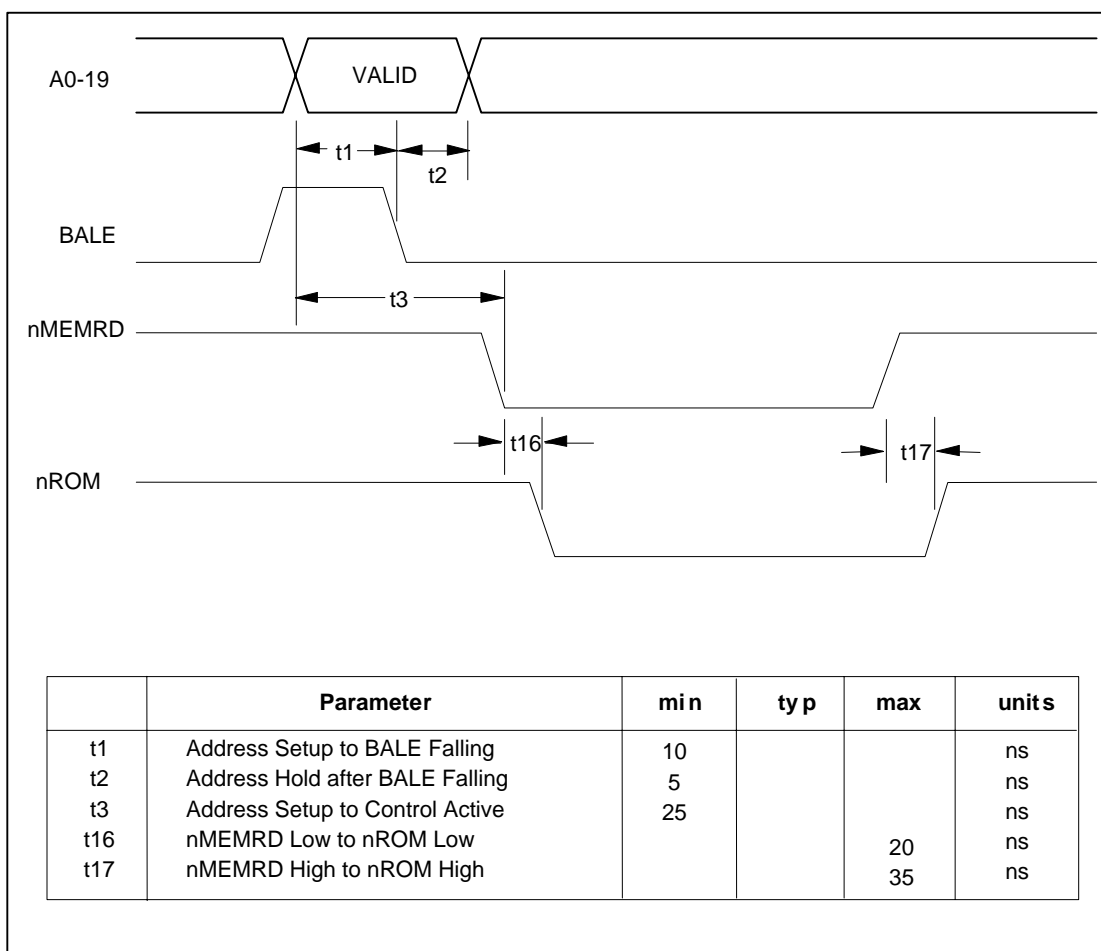 A0-19
VALID
t1
t2
BALE
t3
nMEMRD
t16
t17
nROM
Parameter min typ max units
t1 Address Setup to BALE Falling 10 ns
t2 Address Hold after BALE Falling 5 ns
t3 Address Setup to Control Active 25 ns
t16 nMEMRD Low to nROM Low 20 ns
t17 nMEMRD High to nROM High 35 ns